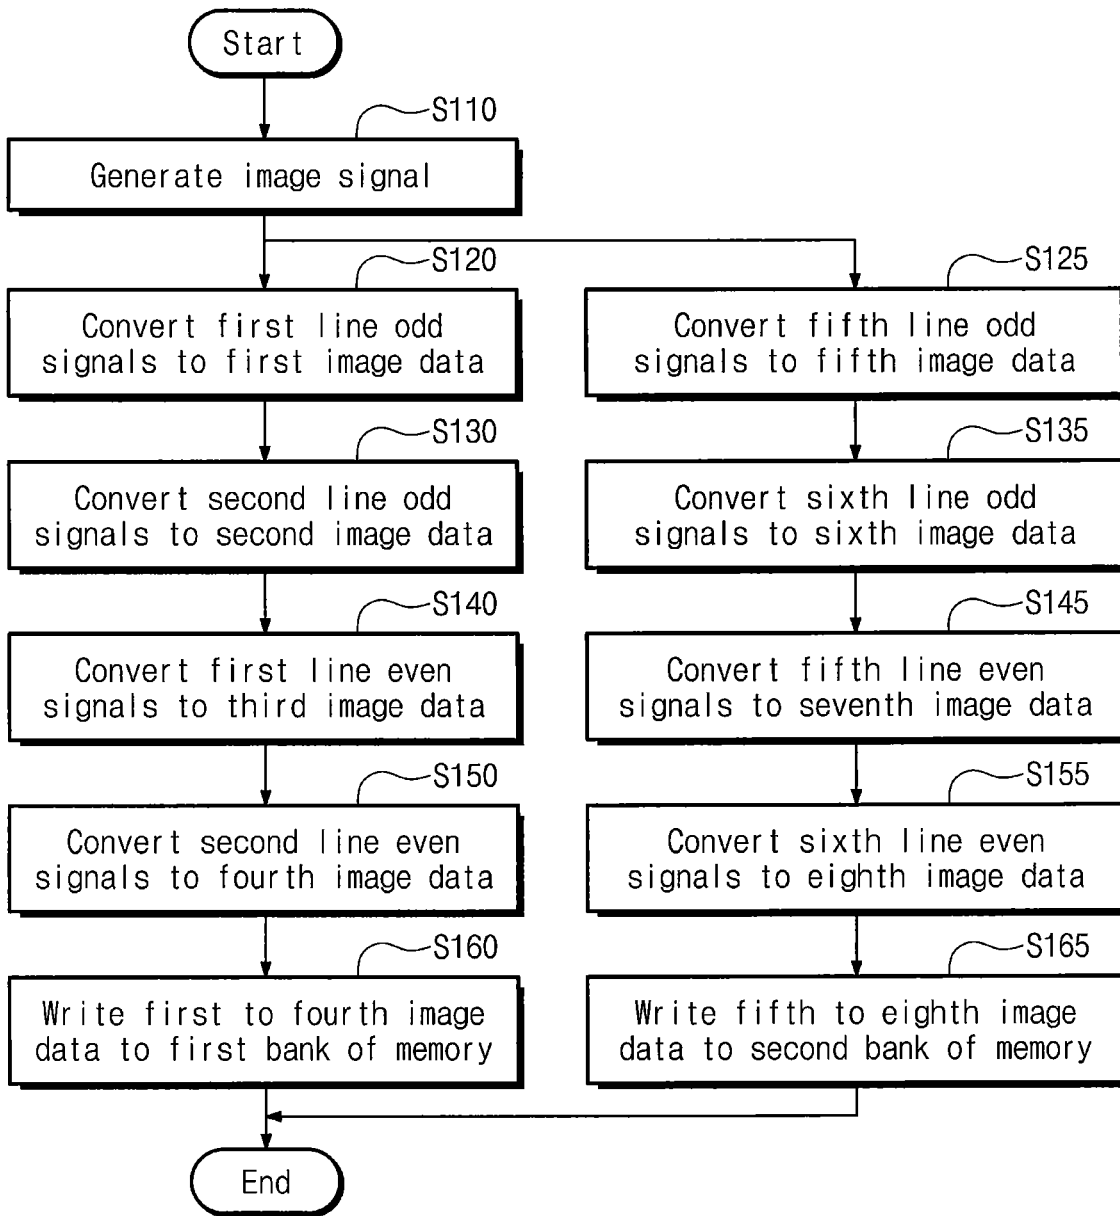 Start
S110
Generate image signal
S120
Convert first line odd
signals to first image data
S130
Convert second line odd
signals to second image data
S140
Convert first line even
signals to third image data
S150
Convert second line even
signals to fourth image data
S160
Write first to fourth image
data to first bank of memory
S125
Convert fifth line odd
signals to fifth image data
S135
Convert sixth line odd
signals to sixth image data
S145
Convert fifth line even
signals to seventh image data
S155
Convert sixth line even
signals to eighth image data
S165
Write fifth to eighth image
data to second bank of memory
End